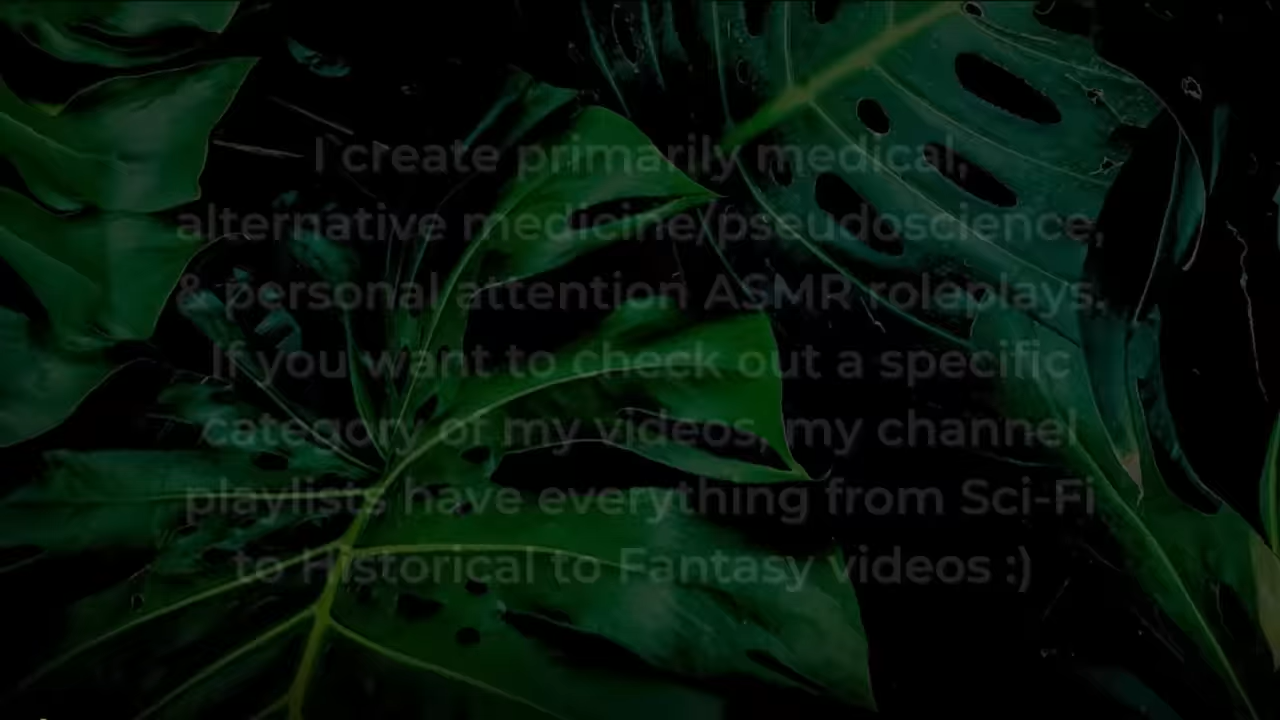 I create primarily medical,
alternative medicine/pseudoscience,
& personal attention ASMR roleplays.
If you want to check out a specific
category of my videos, my channel
playlists have everything from Sci-Fi
to Historical to Fantasy videos :)